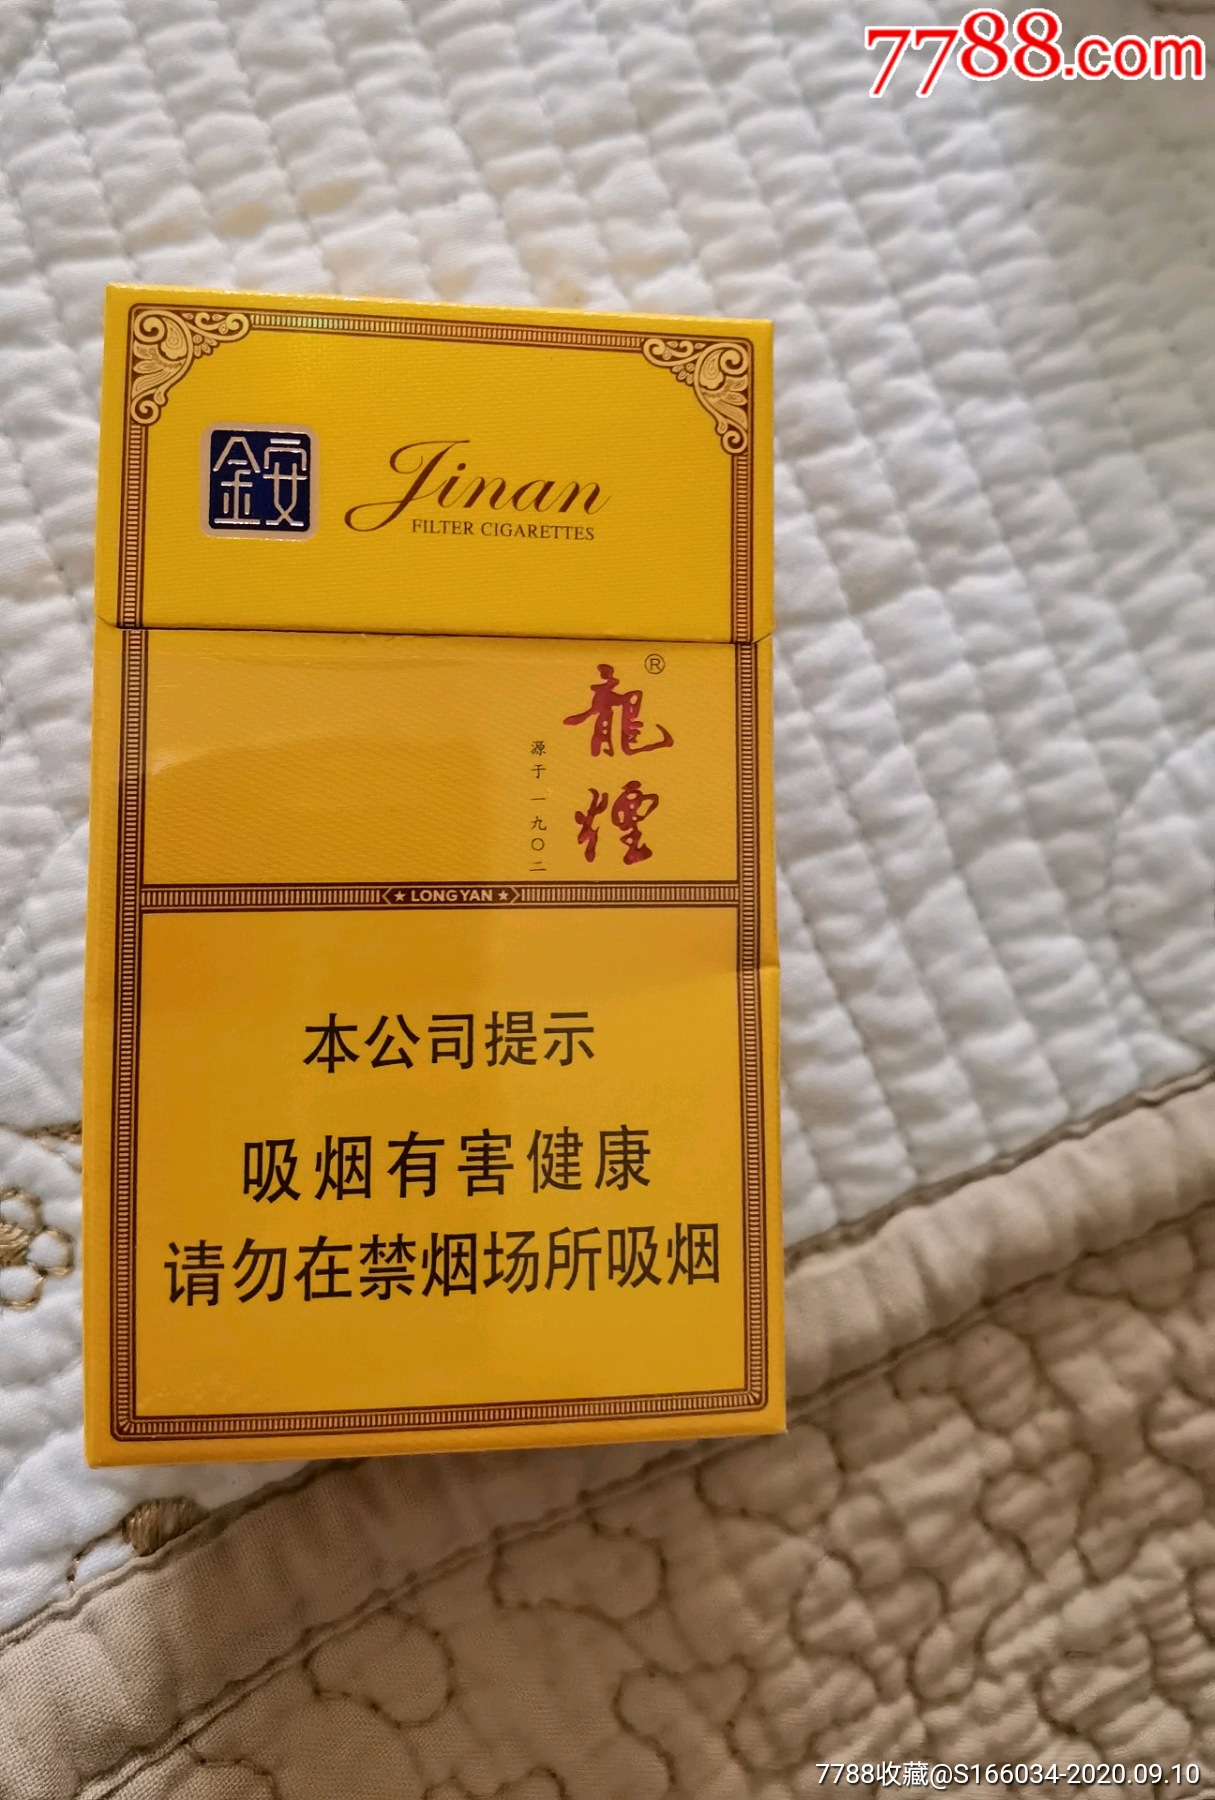 7788.com
金安
Jinan
FILTER CIGARETTES
龍煙®
源于一九〇二
★ LONGYAN ★
本公司提示
吸烟有害健康
请勿在禁烟场所吸烟
7788收藏@S166034-2020.09.10